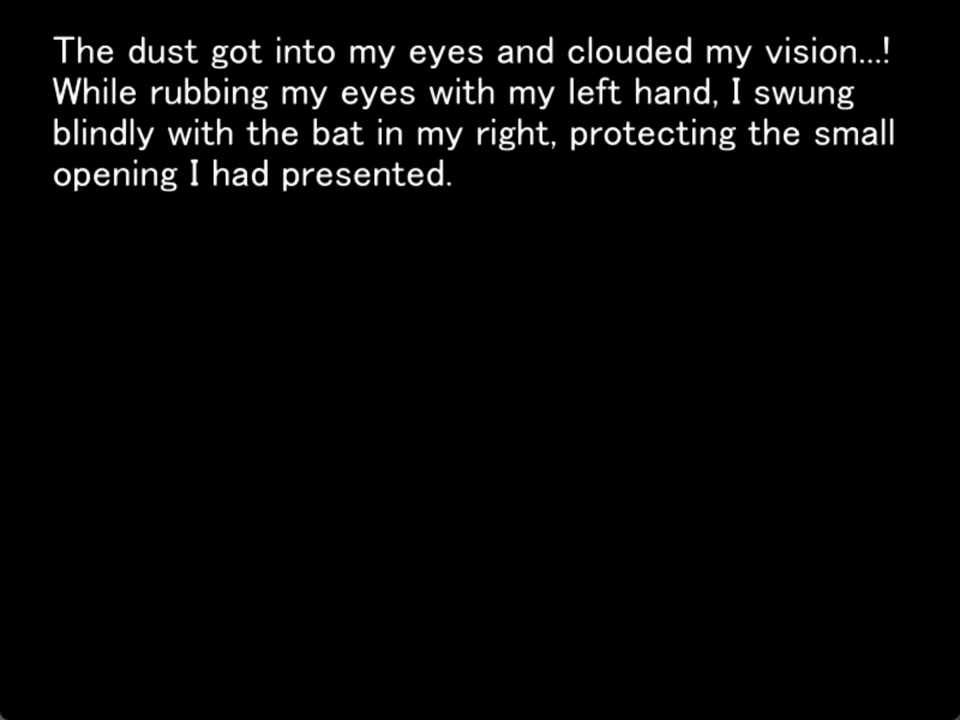 The dust got into my eyes and clouded my vision...!
While rubbing my eyes with my left hand, I swung
blindly with the bat in my right, protecting the small
opening I had presented.